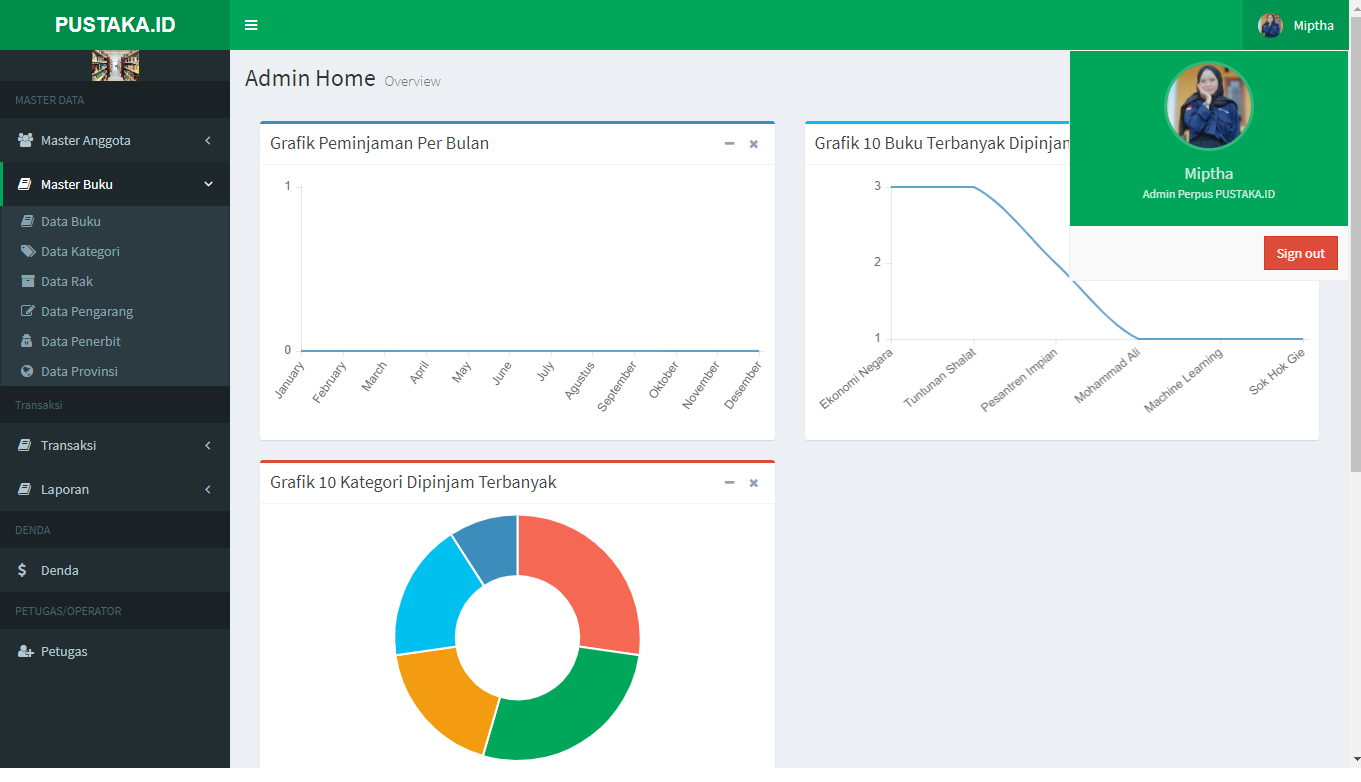 PUSTAKA.ID
Miptha
MASTER DATA
Master Anggota
Master Buku
Data Buku
Data Kategori
Data Rak
Data Pengarang
Data Penerbit
Data Provinsi
Transaksi
Transaksi
Laporan
DENDA
Denda
PETUGAS/OPERATOR
Petugas
Admin Home Overview
Grafik Peminjaman Per Bulan
1
0
January
February
March
April
May
June
July
Agustus
September
Oktober
November
Desember
Grafik 10 Buku Terbanyak Dipinjam
3
2
1
Ekonomi Negara
Tuntunan Shalat
Pesantren Impian
Mohammad Ali
Machine Learning
Sok Hok Gie
Miptha
Admin Perpus PUSTAKA.ID
Sign out
Grafik 10 Kategori Dipinjam Terbanyak